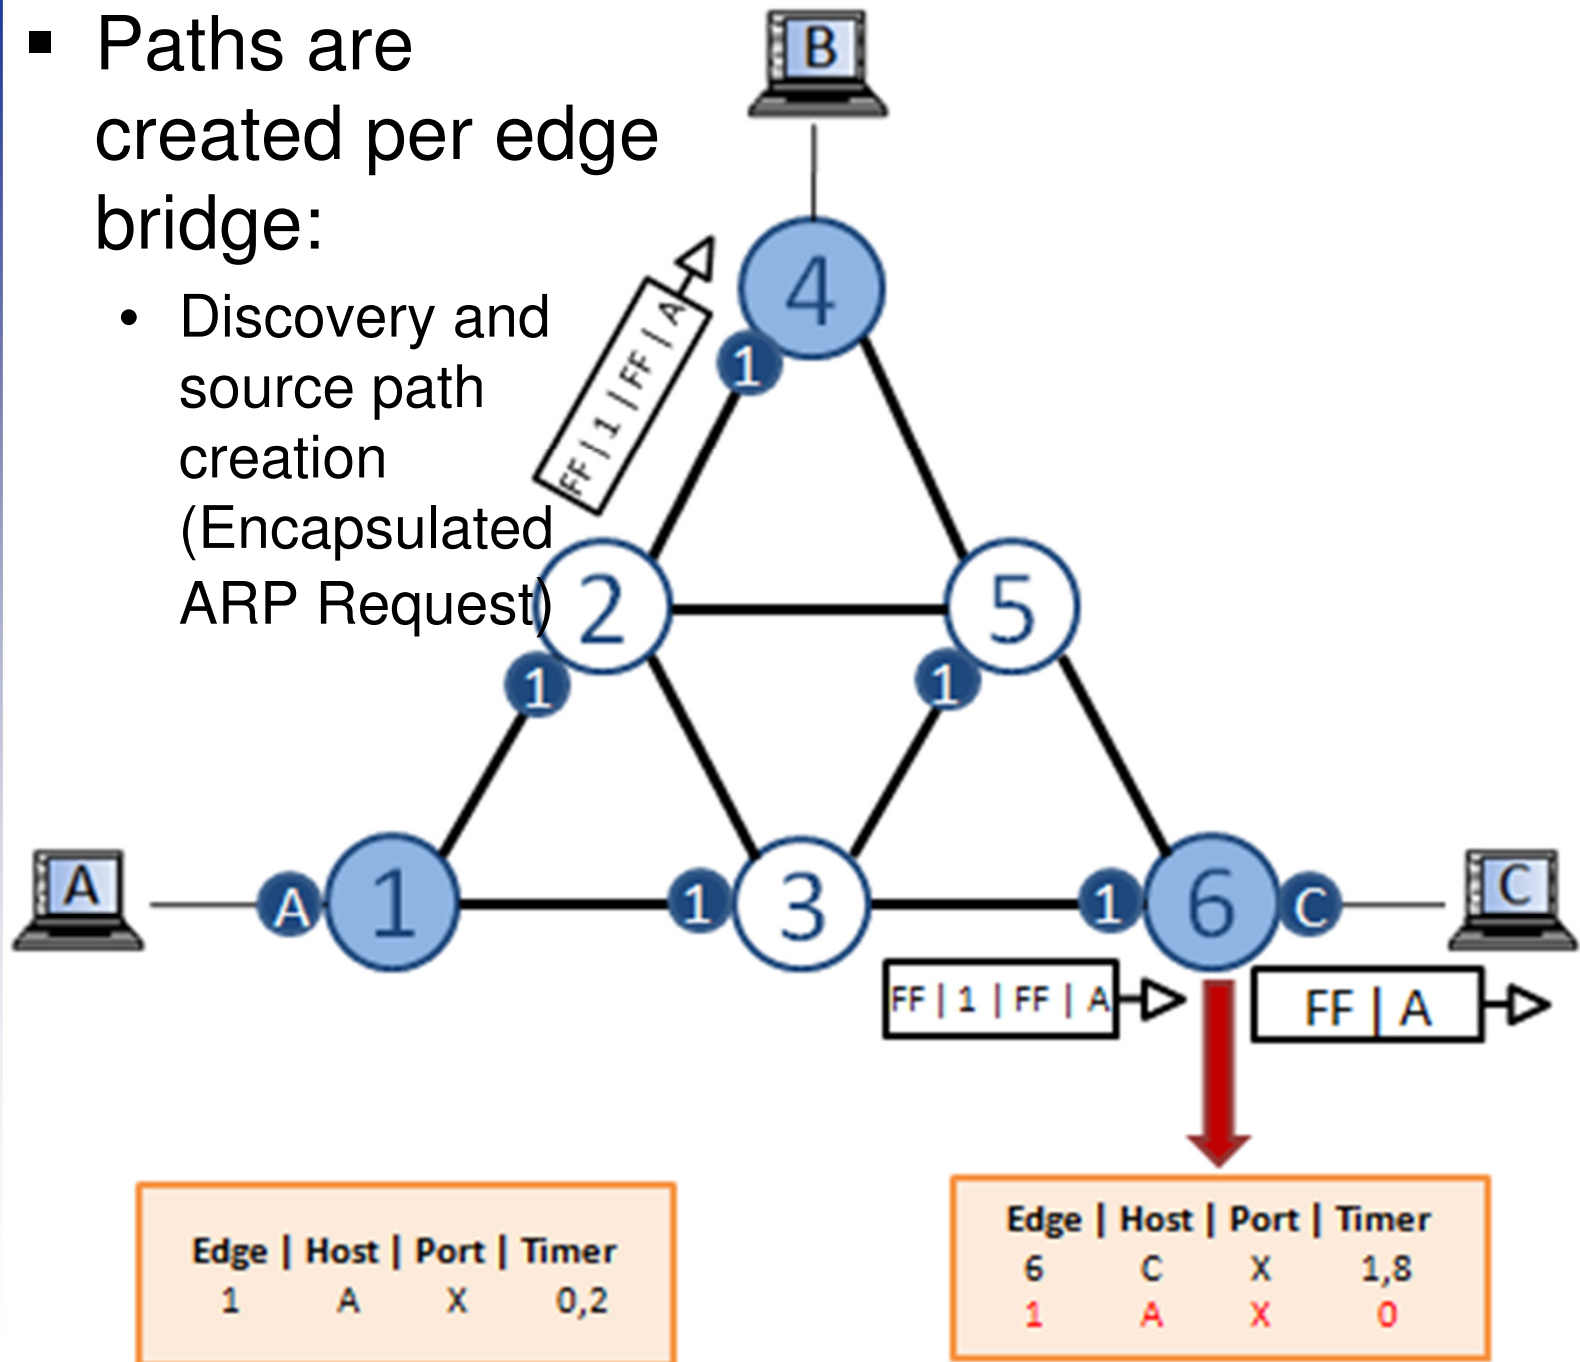 Paths are
created per edge
bridge:
Discovery and
source path
creation
(Encapsulated
ARP Request)
B
4
FF | 1 | FF | A
1
2
5
1
1
A
A
1
1
3
1
6
C
C
FF | 1 | FF | A
FF | A
Edge | Host | Port | Timer
1 A X 0,2
Edge | Host | Port | Timer
6 C X 1,8
1 A X 0